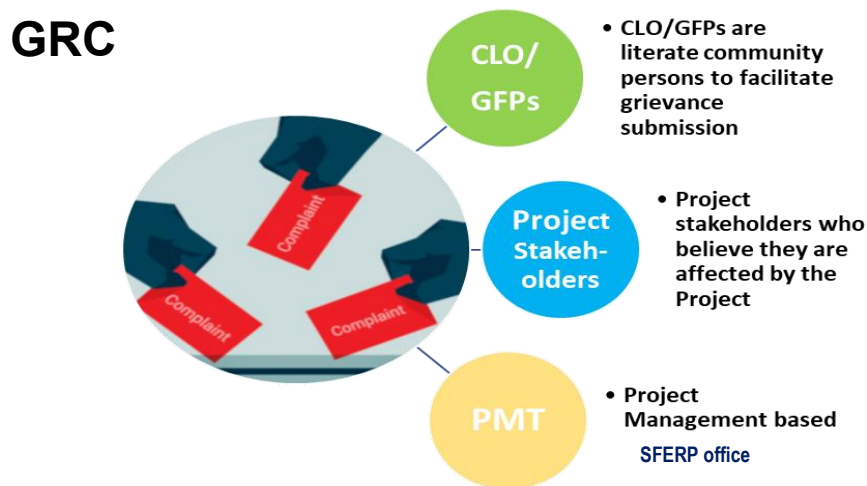 GRC
CLO/
GFPs
• CLO/GFPs are
literate community
persons to facilitate
grievance
submission
Complaint
Complaint
Complaint
Project
Stakeh-
olders
• Project
stakeholders who
believe they are
affected by the
Project
PMT
• Project
Management based
SFERP office